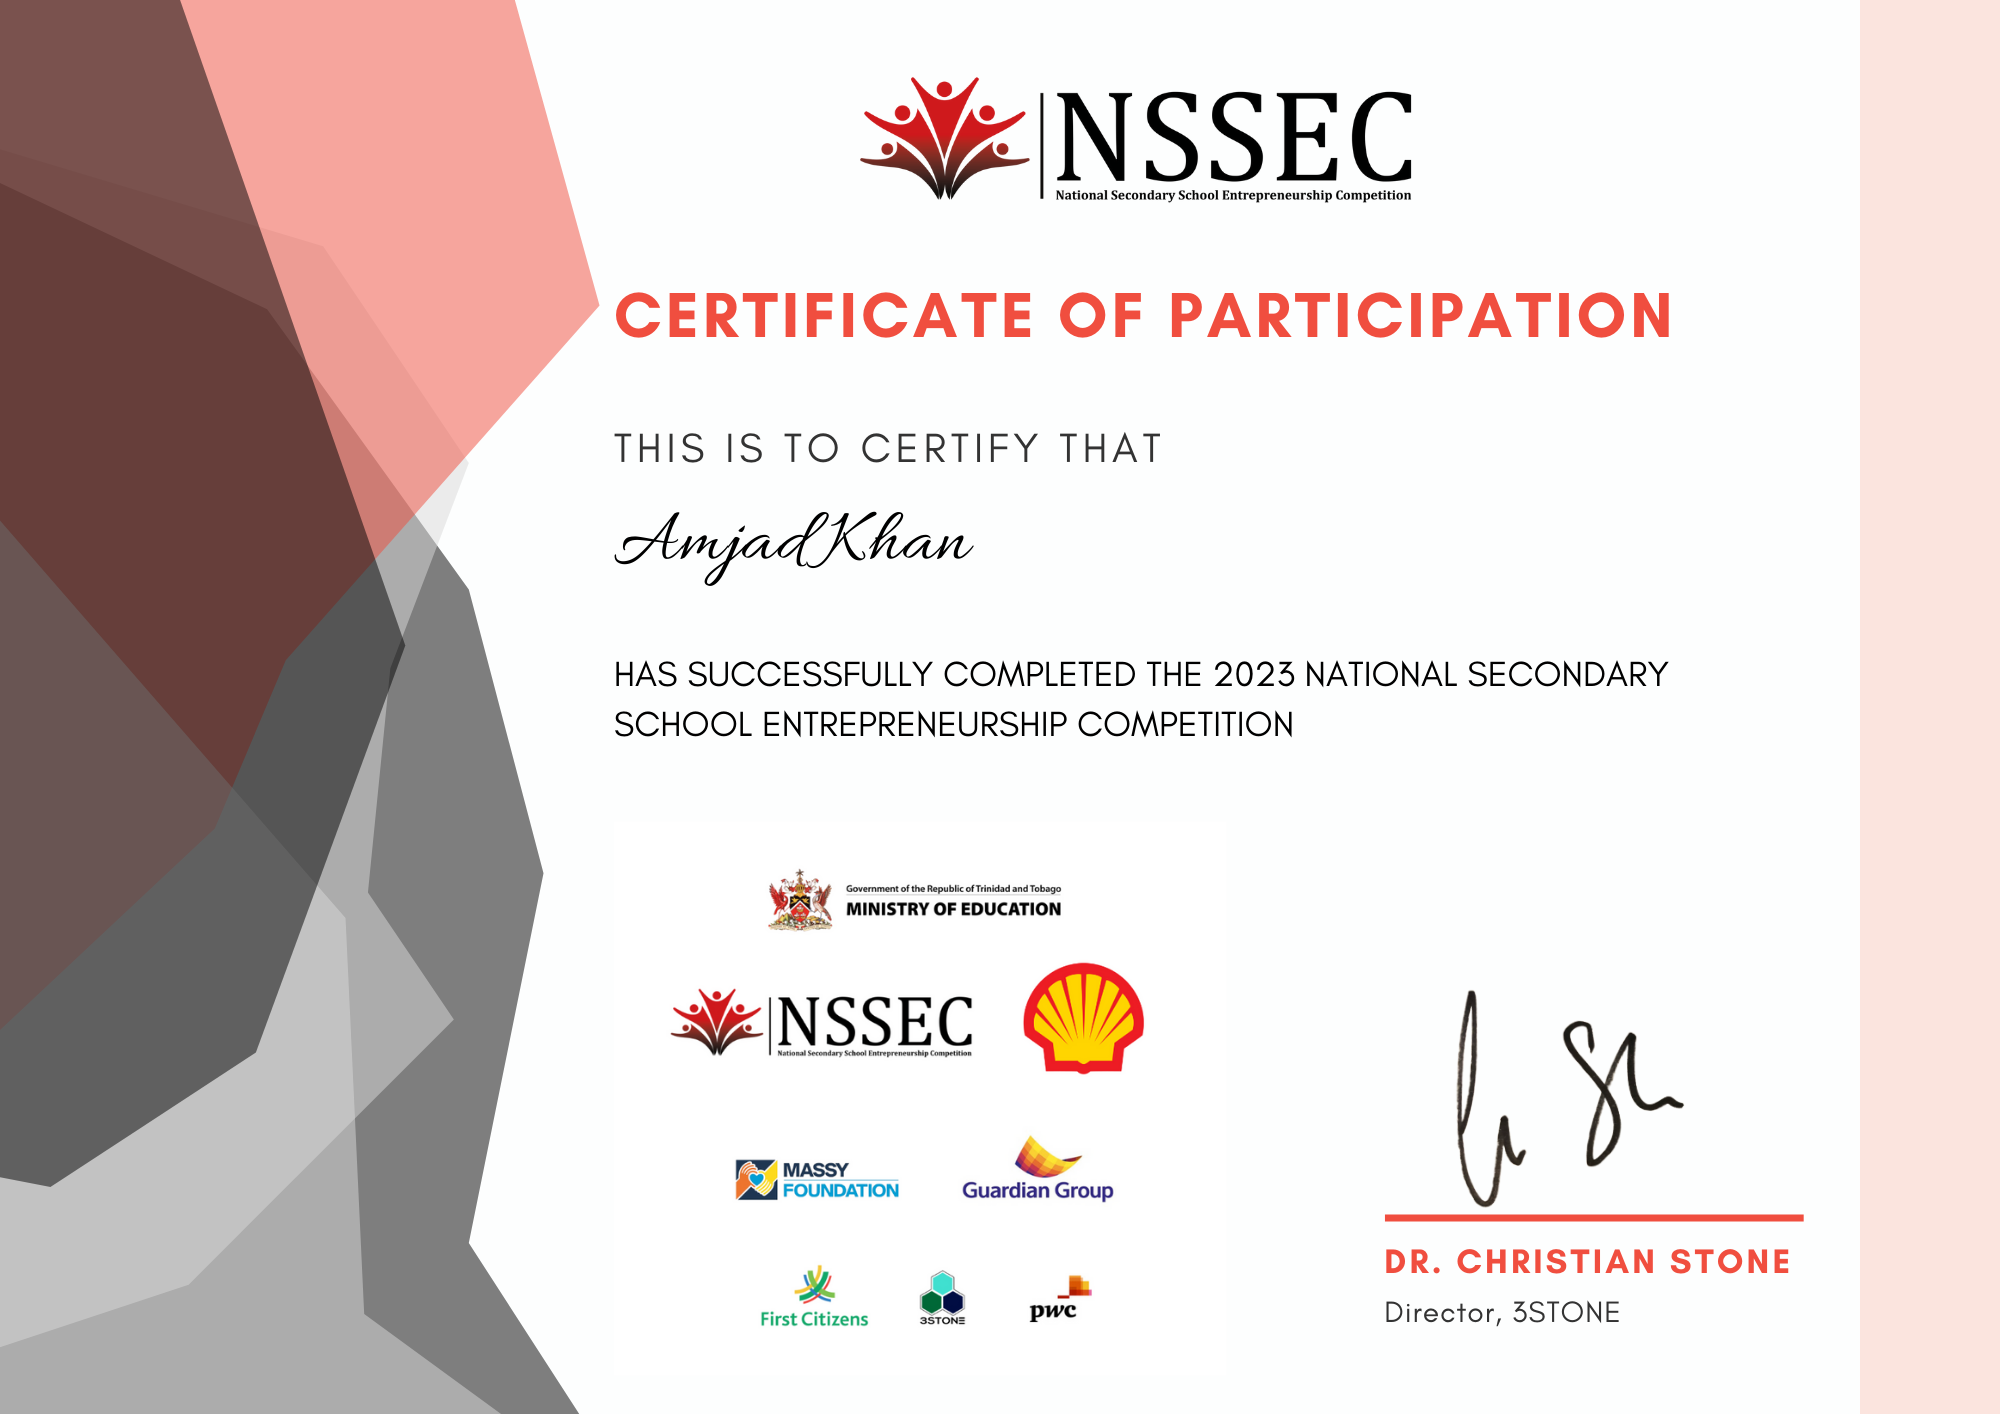 NSSEC
National Secondary School Entrepreneurship Competition
CERTIFICATE OF PARTICIPATION
THIS IS TO CERTIFY THAT
Amjad Khan
HAS SUCCESSFULLY COMPLETED THE 2023 NATIONAL SECONDARY
SCHOOL ENTREPRENEURSHIP COMPETITION
Government of the Republic of Trinidad and Tobago
MINISTRY OF EDUCATION
NSSEC
National Secondary School Entrepreneurship Competition
MASSY
FOUNDATION
Guardian Group
First Citizens
3STONE
pwc
DR. CHRISTIAN STONE
Director, 3STONE